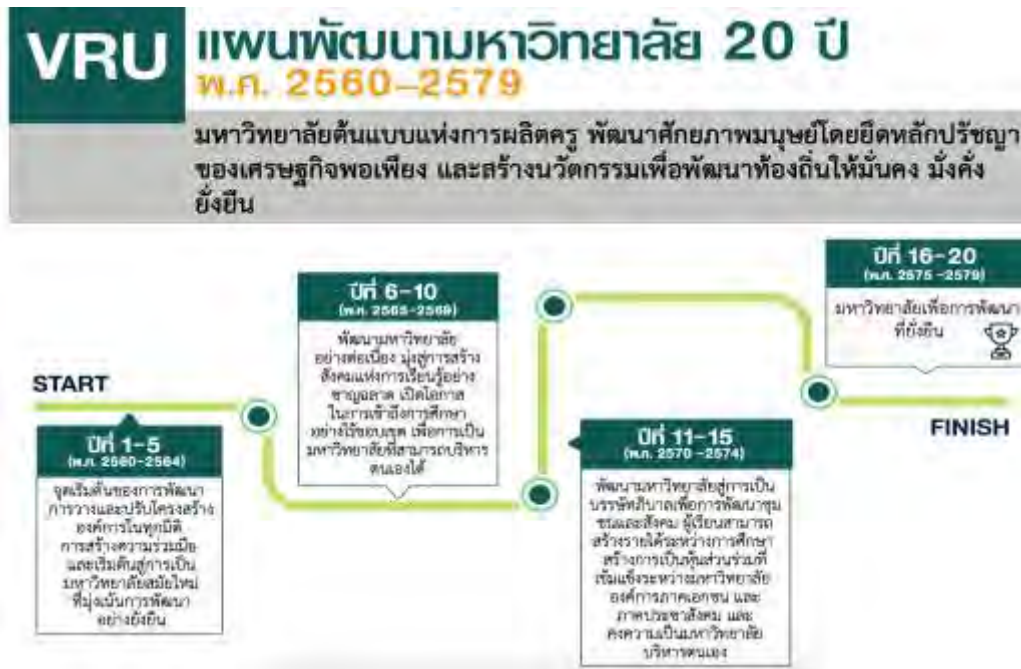 VRU
แผนพัฒนามหาวิทยาลัย 20 ปี
พ.ศ. 2560–2579
มหาวิทยาลัยต้นแบบแห่งการผลิตครู พัฒนาศักยภาพมนุษย์โดยยึดหลักปรัชญา
ของเศรษฐกิจพอเพียง และสร้างนวัตกรรมเพื่อพัฒนาท้องถิ่นให้มั่นคง มั่งคั่ง
ยั่งยืน
START
ปีที่ 1-5
(พ.ศ. 2560-2564)
จุดเริ่มต้นของการพัฒนา
การวางและปรับโครงสร้าง
องค์การในทุกมิติ
การสร้างความร่วมมือ
และเริ่มต้นสู่การเป็น
มหาวิทยาลัยสมัยใหม่
ที่มุ่งเน้นการพัฒนา
อย่างยั่งยืน
ปีที่ 6-10
(พ.ศ. 2565-2569)
พัฒนามหาวิทยาลัย
อย่างต่อเนื่อง มุ่งสู่การสร้าง
สังคมแห่งการเรียนรู้อย่าง
ชาญฉลาด เปิดโอกาส
ในการเข้าถึงการศึกษา
อย่างไร้ขอบเขต เพื่อการเป็น
มหาวิทยาลัยที่สามารถบริหาร
ตนเองได้
ปีที่ 11-15
(พ.ศ. 2570 -2574)
พัฒนามหาวิทยาลัยสู่การเป็น
บรรษัทภิบาลเพื่อการพัฒนาชุม
ชนและสังคม ผู้เรียนสามารถ
สร้างรายได้ระหว่างการศึกษา
สร้างการเป็นหุ้นส่วนร่วมที่
เข้มแข็งระหว่างมหาวิทยาลัย
องค์การภาคเอกชน และ
ภาคประชาสังคม และ
คงความเป็นมหาวิทยาลัย
บริหารตนเอง
ปีที่ 16-20
(พ.ศ. 2575 -2579)
มหาวิทยาลัยเพื่อการพัฒนา
ที่ยั่งยืน
FINISH